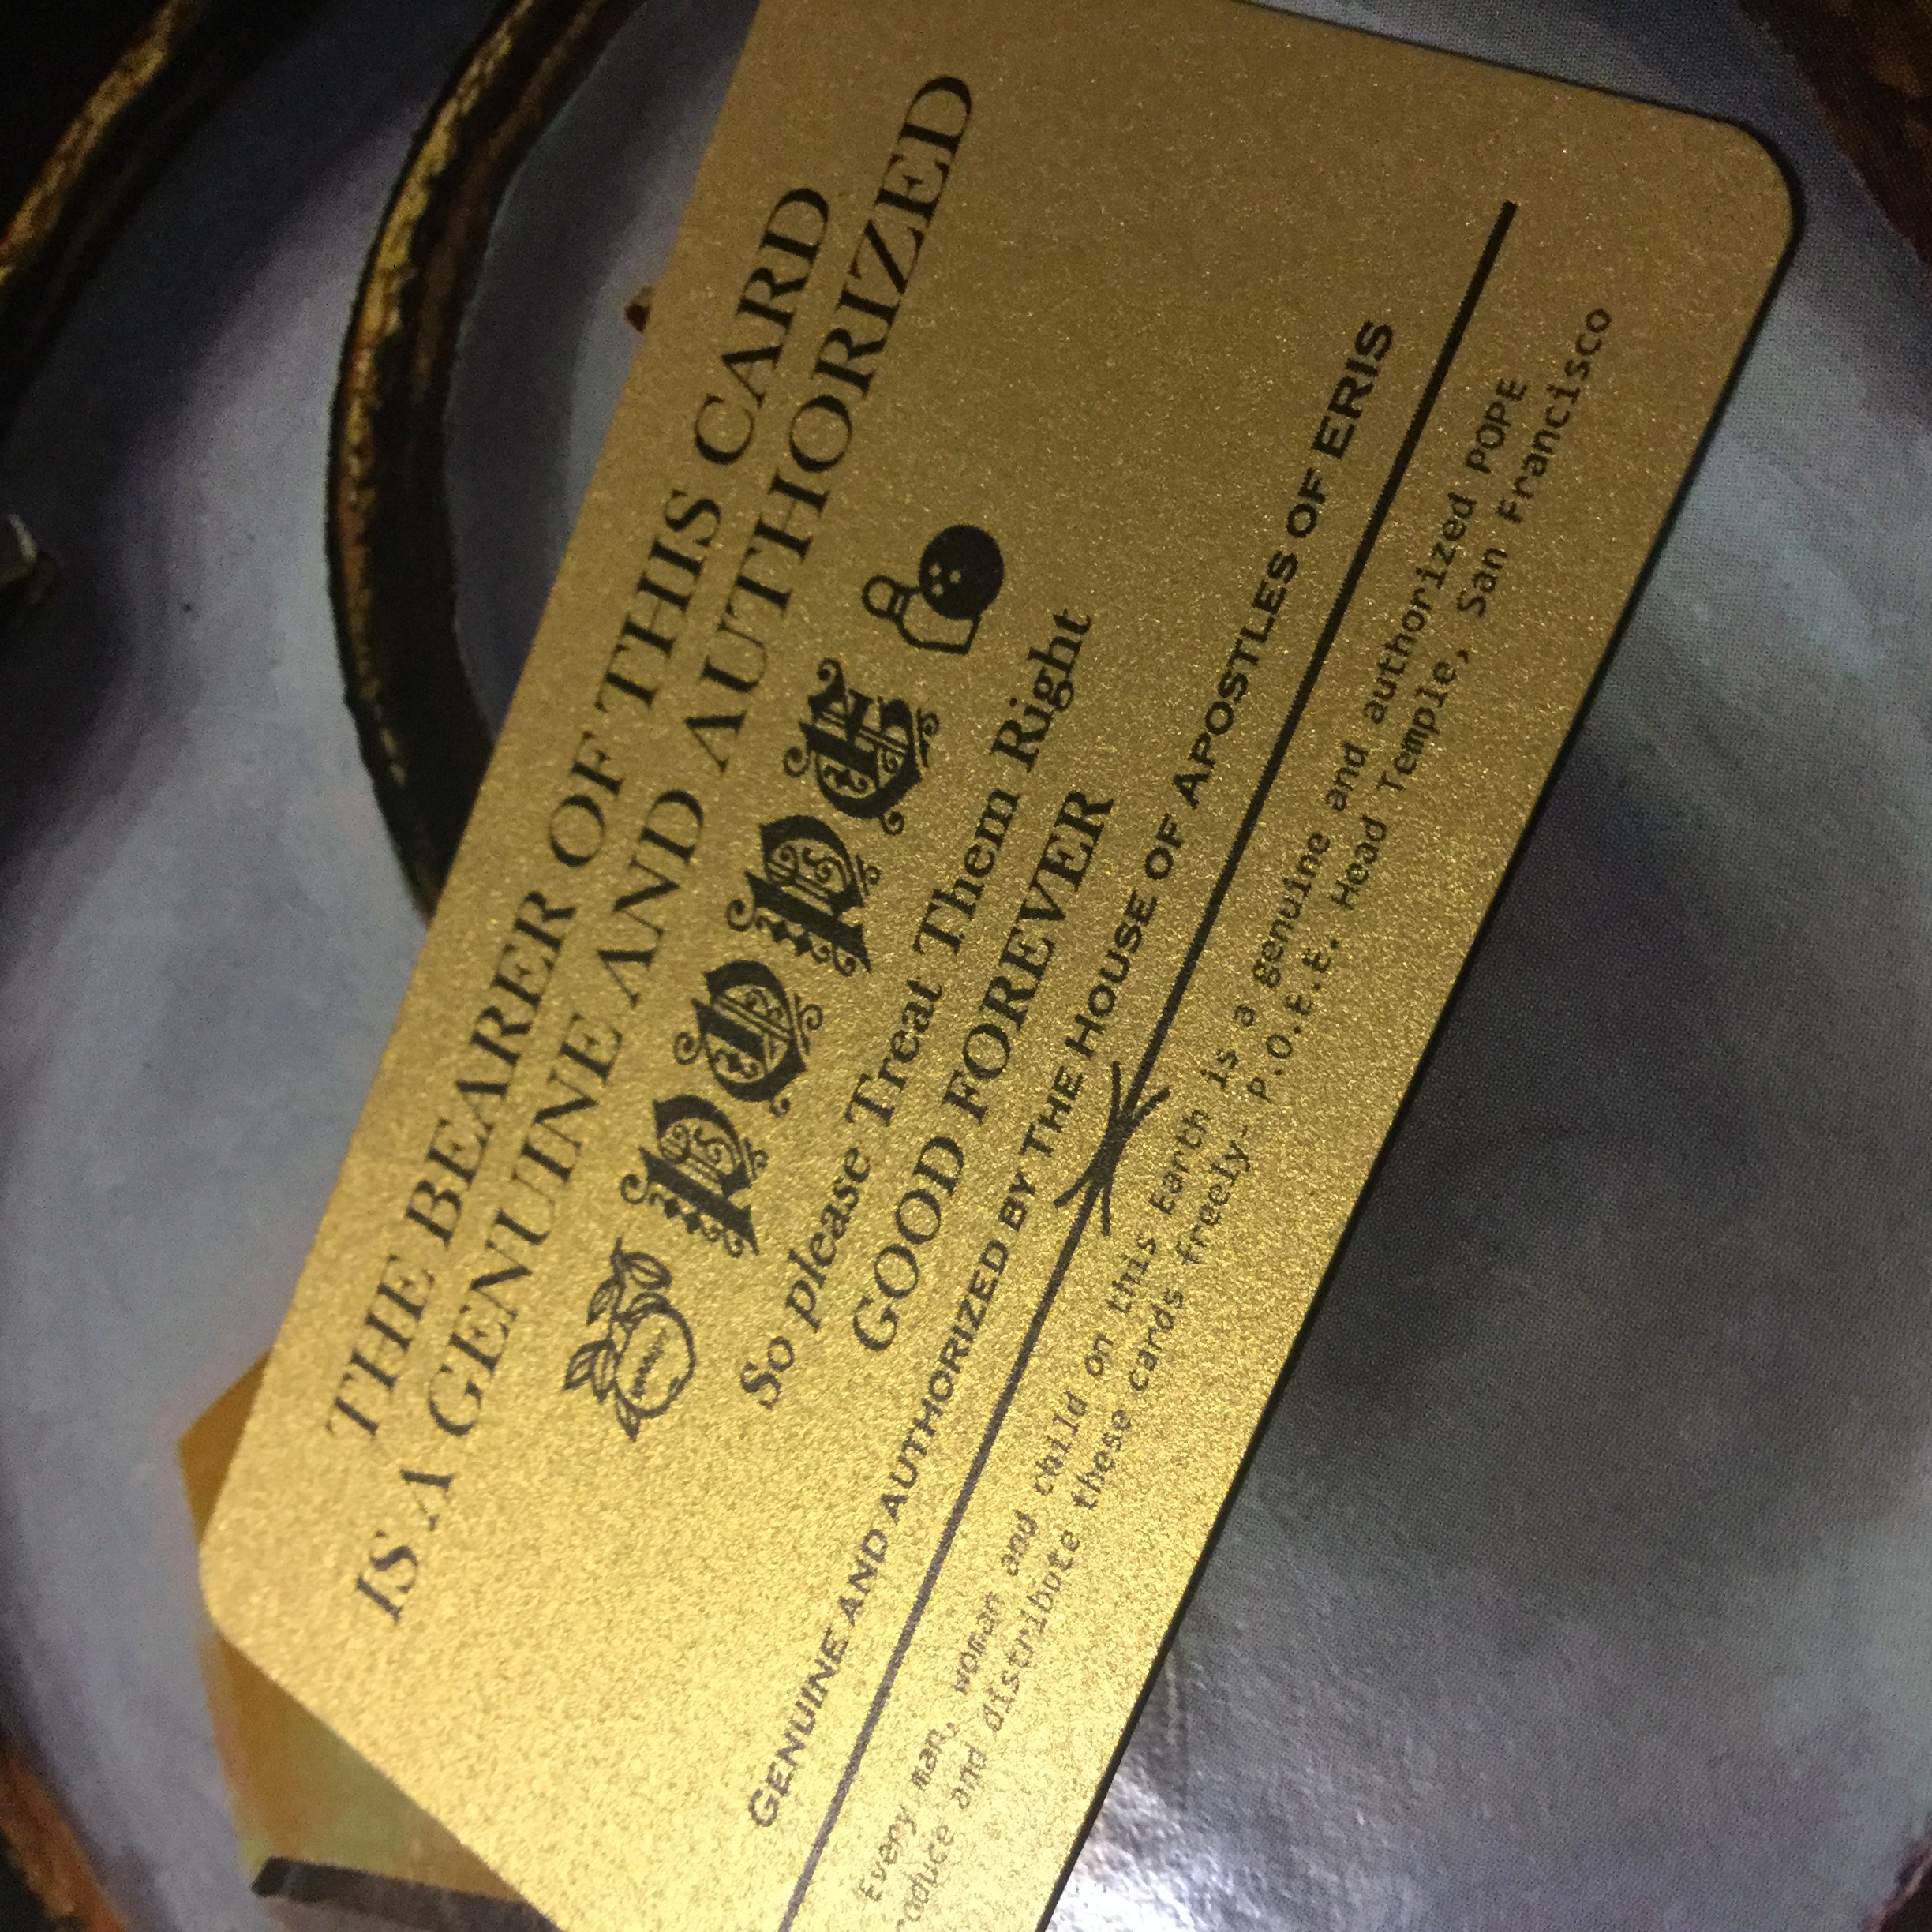 THE BEARER OF THIS CARD
IS A GENUINE AND AUTHORIZED
POPE
So please Treat Them Right
GOOD FOREVER
GENUINE AND AUTHORIZED BY THE HOUSE OF APOSTLES OF ERIS
Every man, woman and child on this Earth is a genuine and authorized POPE
and distribute these cards freely- P.O.E.E. Head Temple, San Francisco